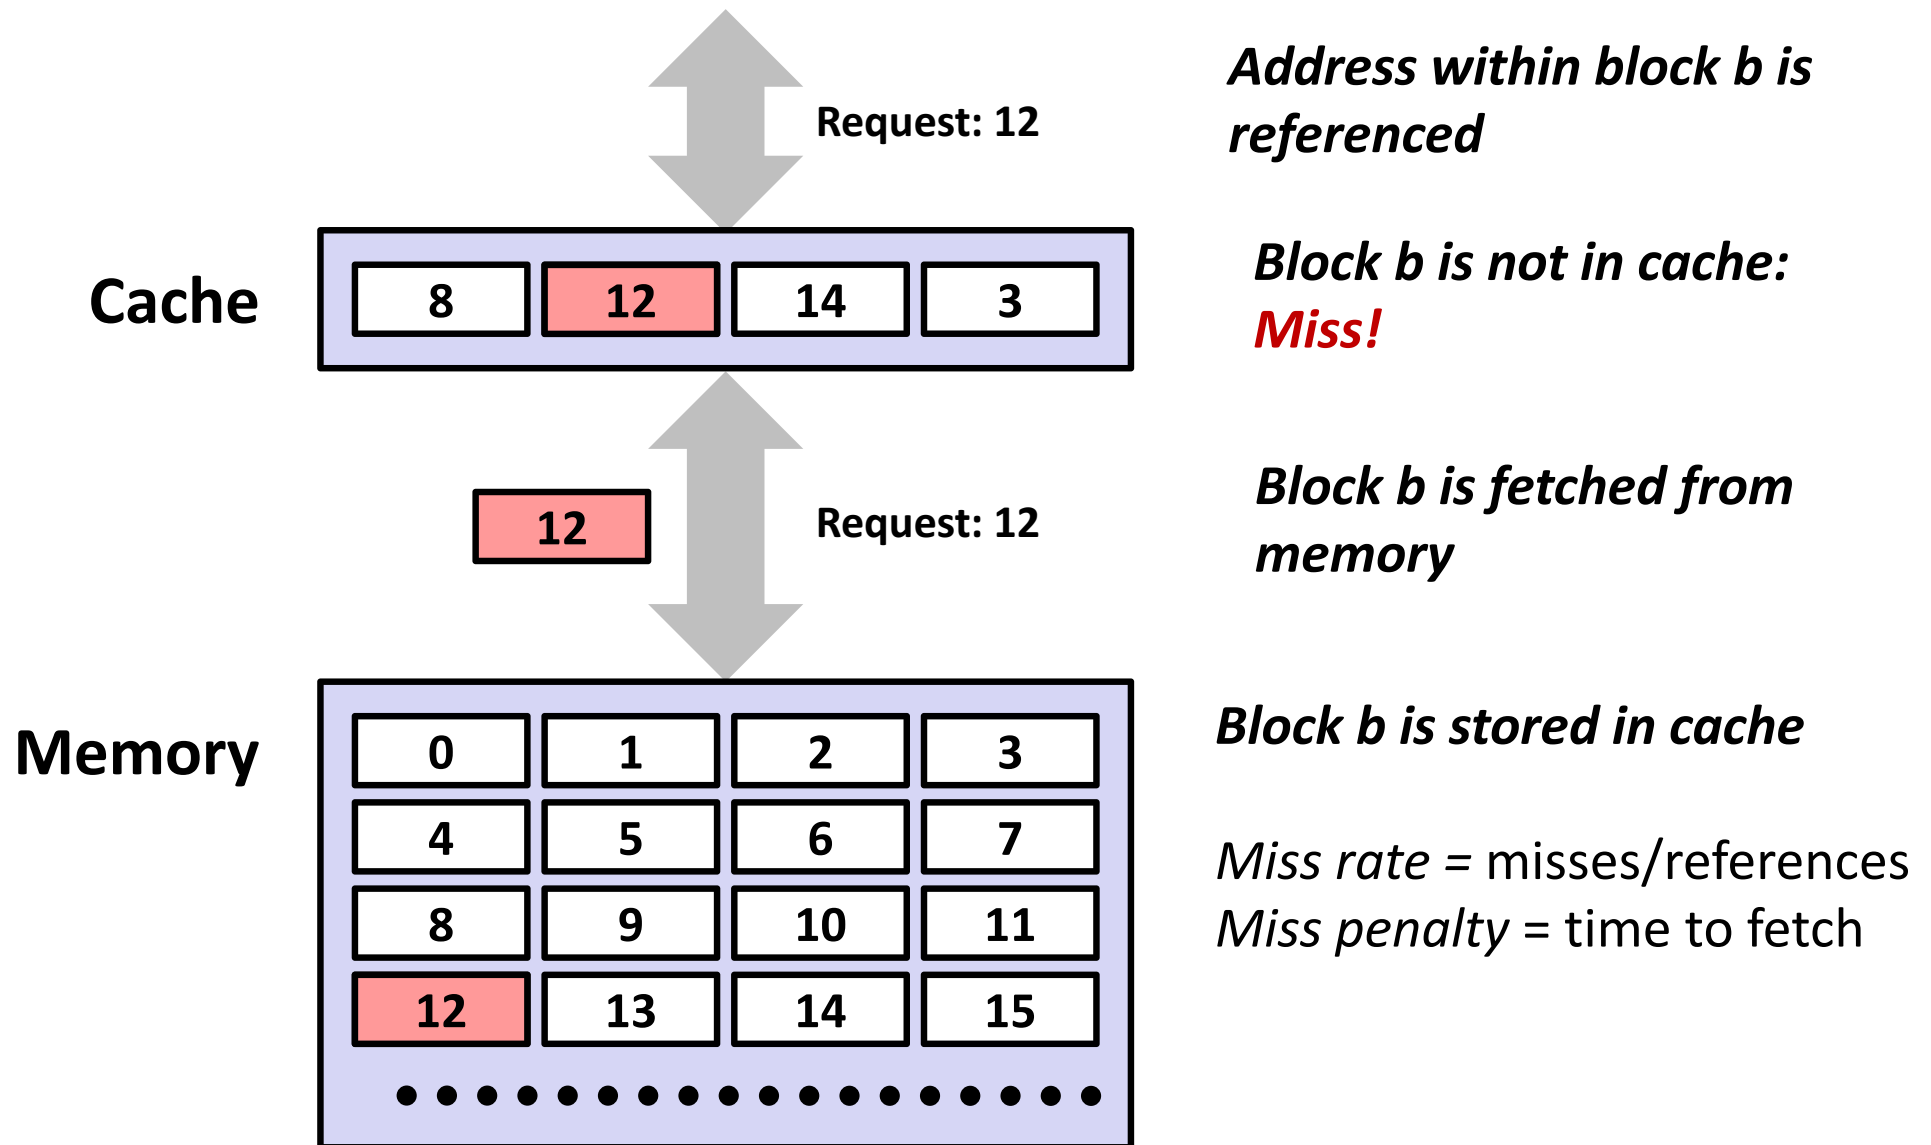 Request: 12
Address within block b is
referenced
Cache
8 12 14 3
Block b is not in cache:
Miss!
12
Request: 12
Block b is fetched from
memory
Memory
0 1 2 3
4 5 6 7
8 9 10 11
12 13 14 15
Block b is stored in cache
Miss rate = misses/references
Miss penalty = time to fetch